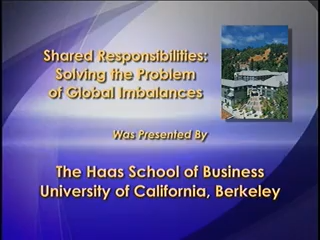 Shared Responsibilities:
Solving the Problem
of Global Imbalances
Was Presented By
The Haas School of Business
University of California, Berkeley